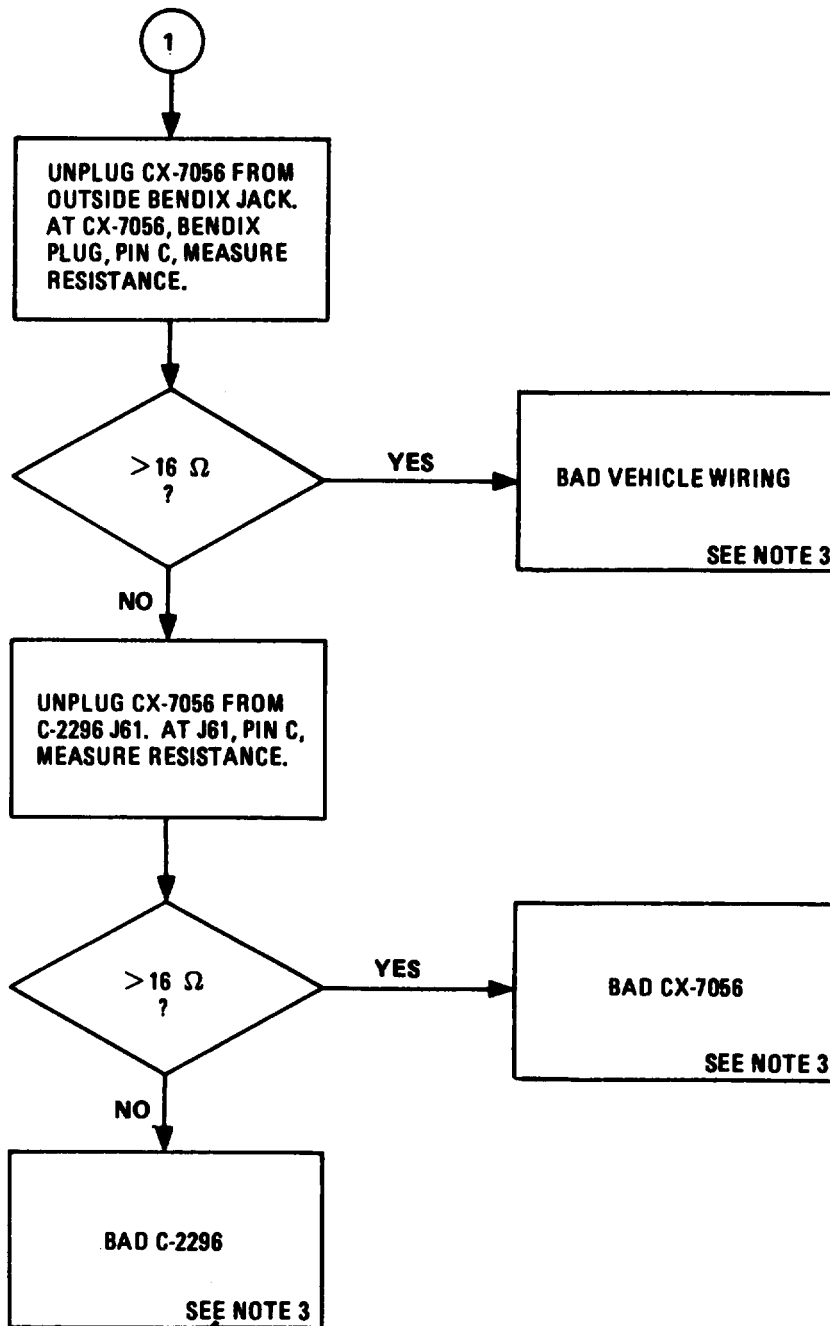 1
UNPLUG CX-7056 FROM
OUTSIDE BENDIX JACK.
AT CX-7056, BENDIX
PLUG, PIN C, MEASURE
RESISTANCE.
>16 Ω
?
YES
BAD VEHICLE WIRING
SEE NOTE 3
NO
UNPLUG CX-7056 FROM
C-2296 J61. AT J61, PIN C,
MEASURE RESISTANCE.
>16 Ω
?
YES
BAD CX-7056
SEE NOTE 3
NO
BAD C-2296
SEE NOTE 3